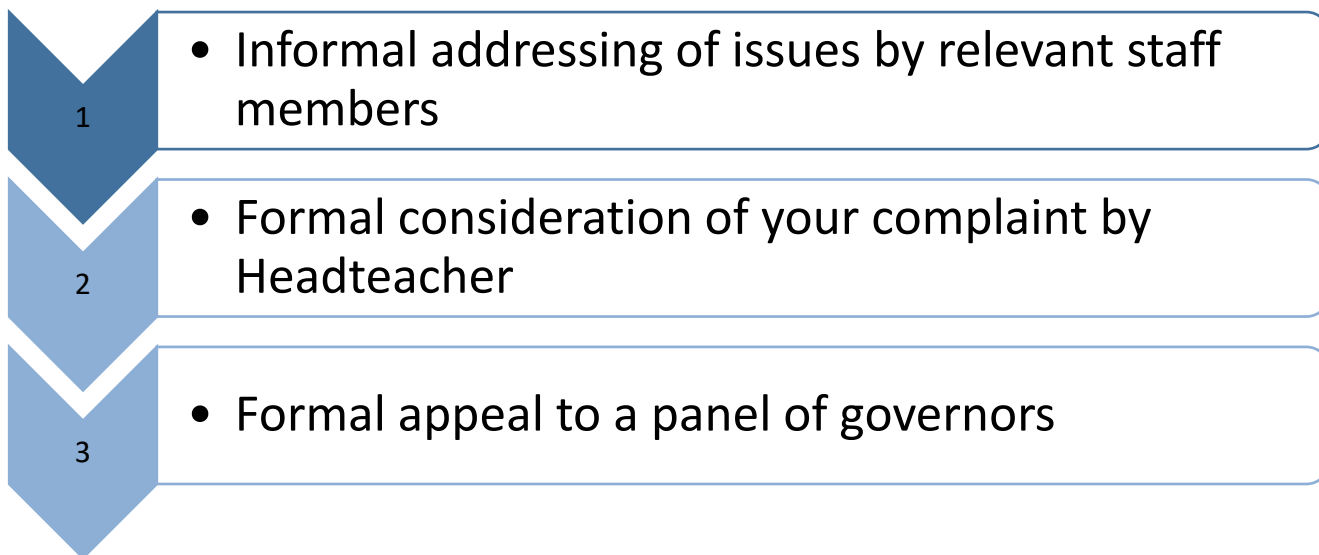 1
• Informal addressing of issues by relevant staff
members
2
• Formal consideration of your complaint by
Headteacher
3
• Formal appeal to a panel of governors